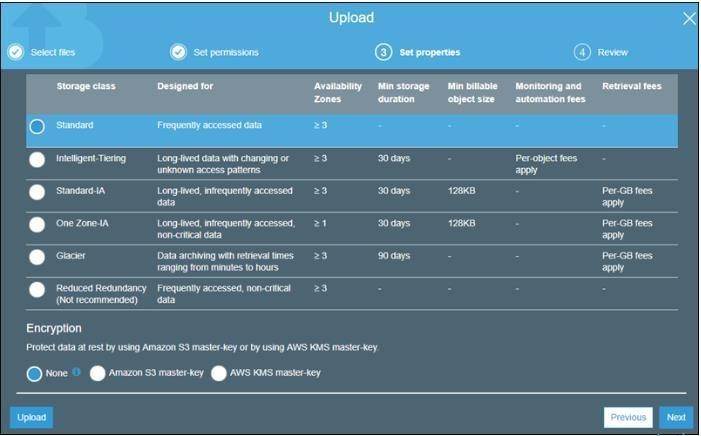 Upload
Select files
Set permissions
3 Set properties
4 Review
Storage class Designed for Availability Zones Min storage duration Min billable object size Monitoring and automation fees Retrieval fees
Standard Frequently accessed data ≥ 3 - - - -
Intelligent-Tiering Long-lived data with changing or unknown access patterns ≥ 3 30 days - Per-object fees apply -
Standard-IA Long-lived, infrequently accessed data ≥ 3 30 days 128KB - Per-GB fees apply
One Zone-IA Long-lived, infrequently accessed, non-critical data ≥ 1 30 days 128KB - Per-GB fees apply
Glacier Data archiving with retrieval times ranging from minutes to hours ≥ 3 90 days - - Per-GB fees apply
Reduced Redundancy (Not recommended) Frequently accessed, non-critical data ≥ 3 - - - -
Encryption
Protect data at rest by using Amazon S3 master-key or by using AWS KMS master-key.
None Amazon S3 master-key AWS KMS master-key
Upload Previous Next